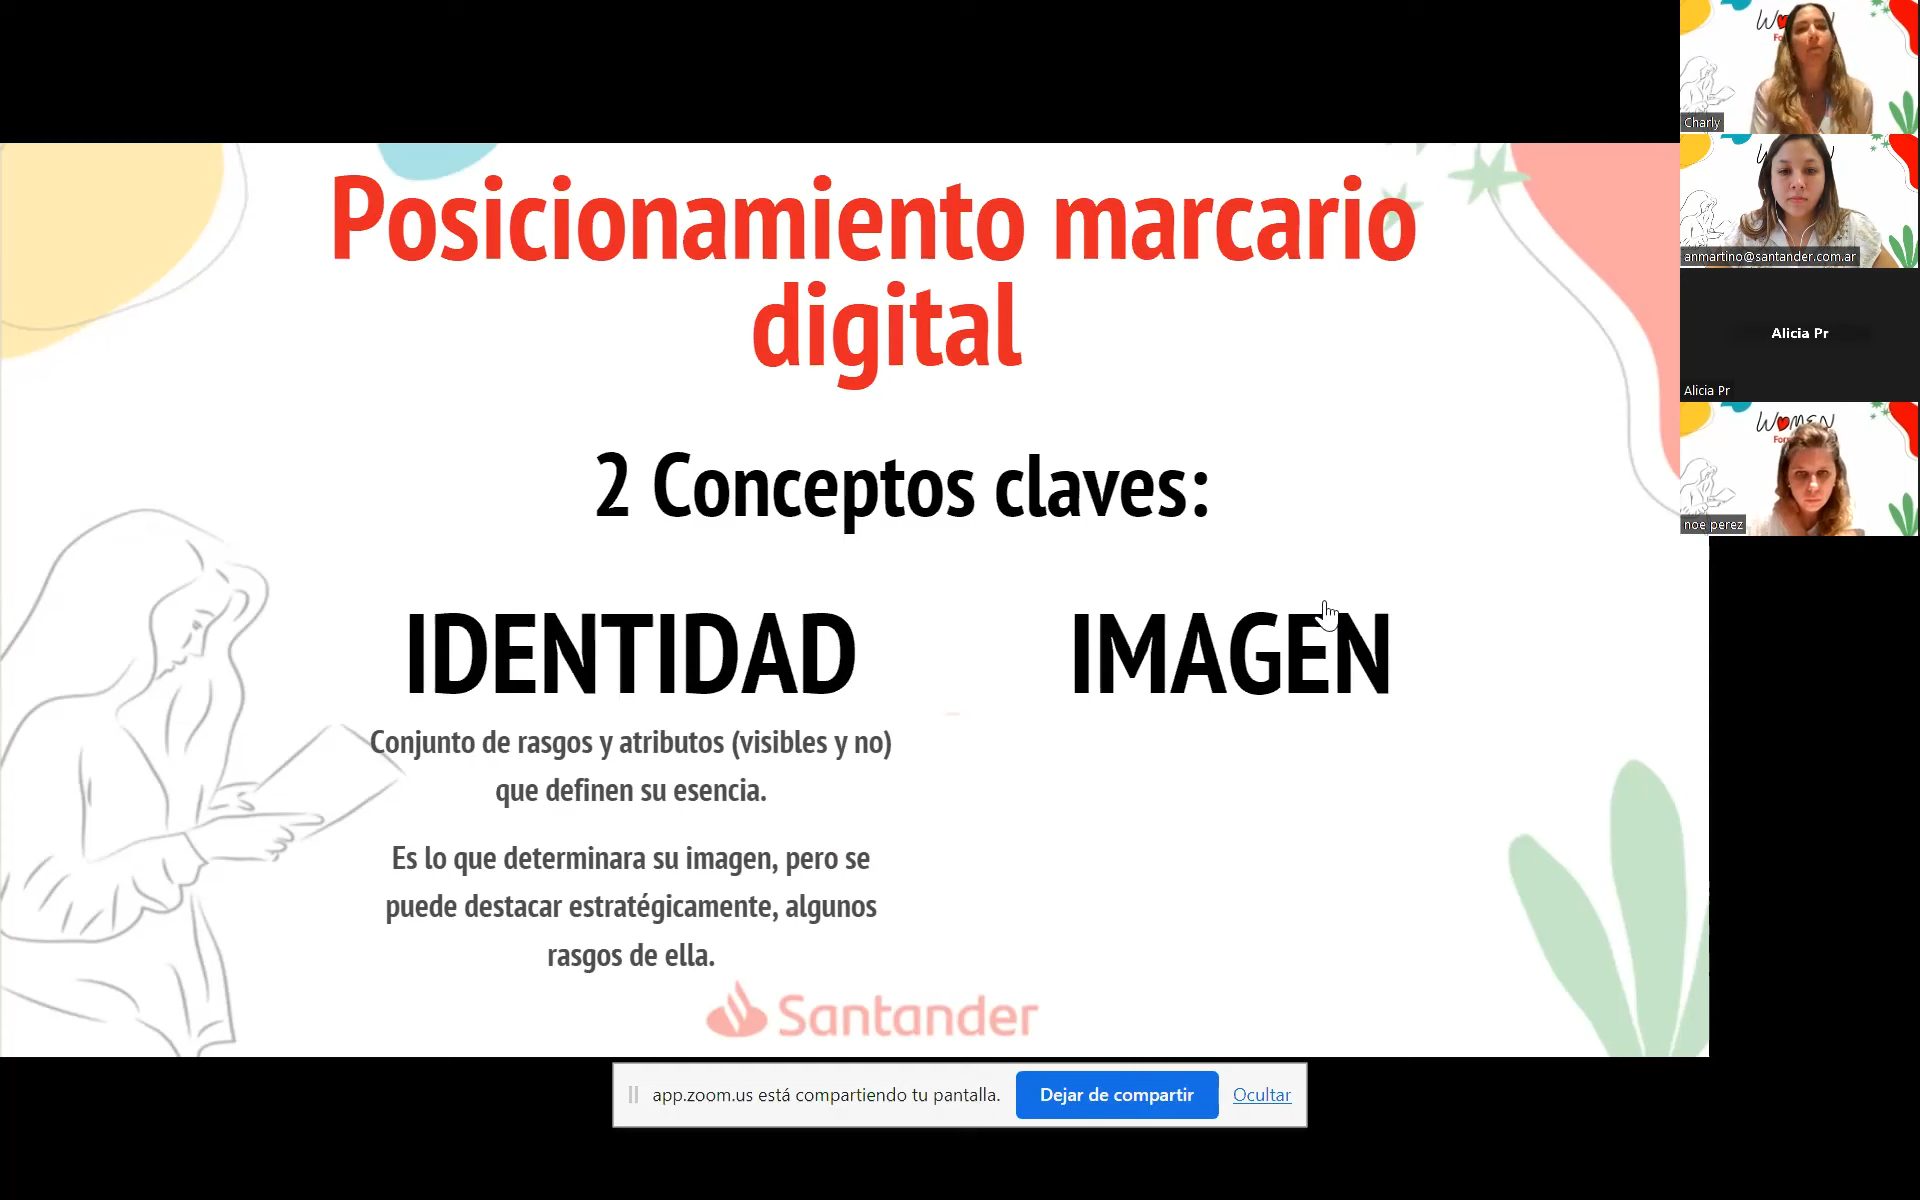 Posicionamiento marcario
digital
2 Conceptos claves:
IDENTIDAD
Conjunto de rasgos y atributos (visibles y no)
que definen su esencia.
Es lo que determinara su imagen, pero se
puede destacar estratégicamente, algunos
rasgos de ella.
IMAGEN
Santander
Charly
anmartino@santander.com.ar
Alicia Pr
Alicia Pr
WOMEN
noe perez
app.zoom.us está compartiendo tu pantalla.
Dejar de compartir
Ocultar